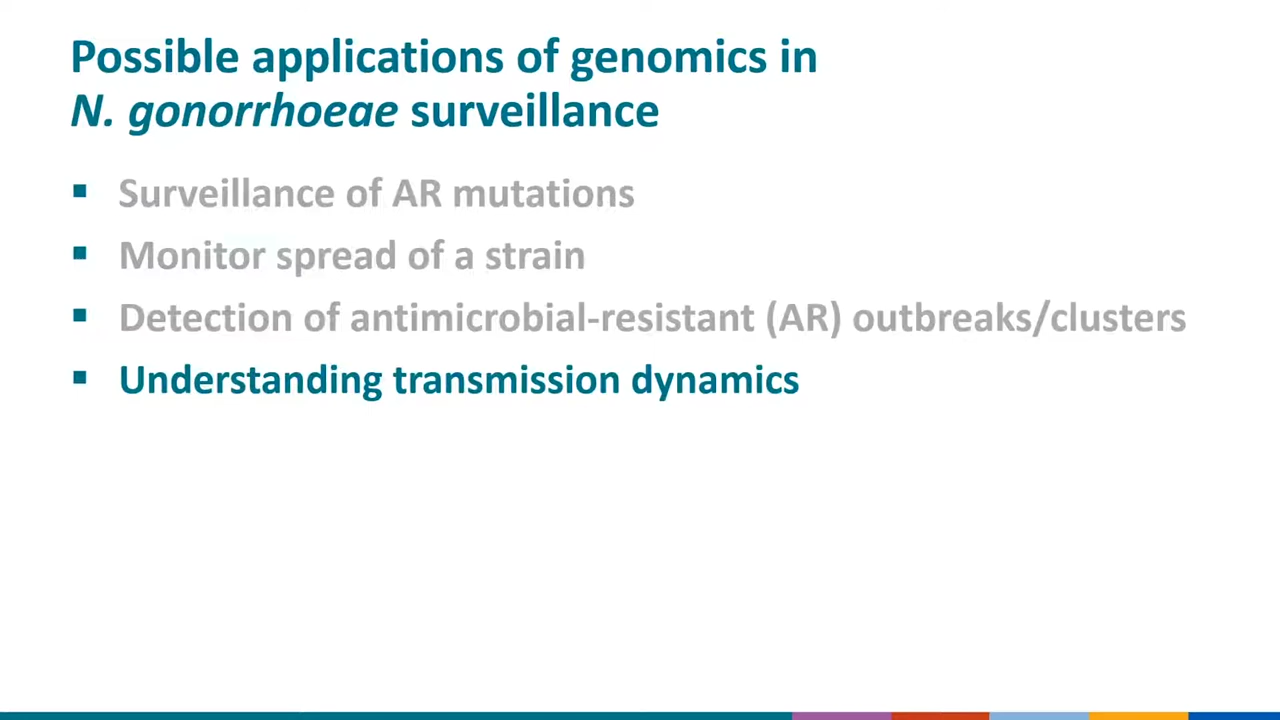 Possible applications of genomics in
N. gonorrhoeae surveillance
▪ Surveillance of AR mutations
▪ Monitor spread of a strain
▪ Detection of antimicrobial-resistant (AR) outbreaks/clusters
▪ Understanding transmission dynamics